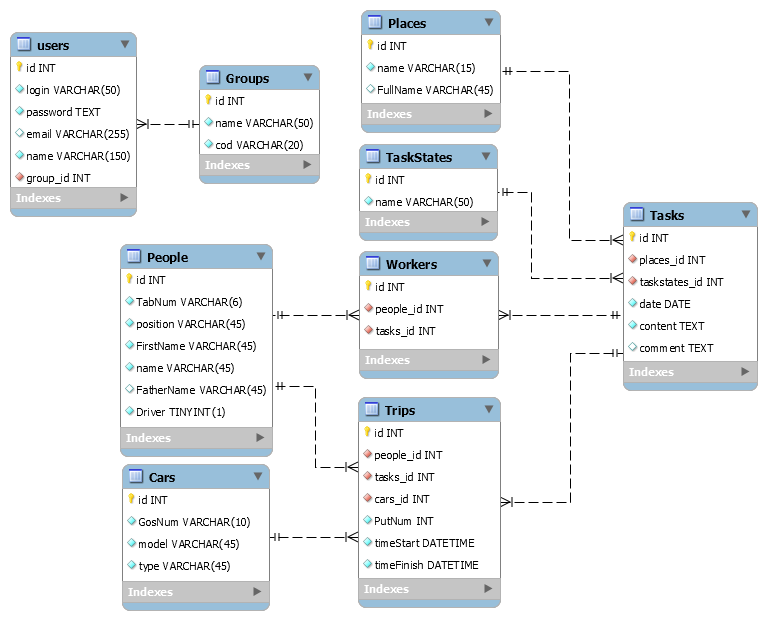 users
id INT
login VARCHAR(50)
password TEXT
email VARCHAR(255)
name VARCHAR(150)
group_id INT
Indexes
Groups
id INT
name VARCHAR(50)
cod VARCHAR(20)
Indexes
Places
id INT
name VARCHAR(15)
FullName VARCHAR(45)
Indexes
TaskStates
id INT
name VARCHAR(50)
Indexes
Tasks
id INT
places_id INT
taskstates_id INT
date DATE
content TEXT
comment TEXT
Indexes
People
id INT
TabNum VARCHAR(6)
position VARCHAR(45)
FirstName VARCHAR(45)
name VARCHAR(45)
FatherName VARCHAR(45)
Driver TINYINT(1)
Indexes
Workers
id INT
people_id INT
tasks_id INT
Indexes
Trips
id INT
people_id INT
tasks_id INT
cars_id INT
PutNum INT
timeStart DATETIME
timeFinish DATETIME
Indexes
Cars
id INT
GosNum VARCHAR(10)
model VARCHAR(45)
type VARCHAR(45)
Indexes